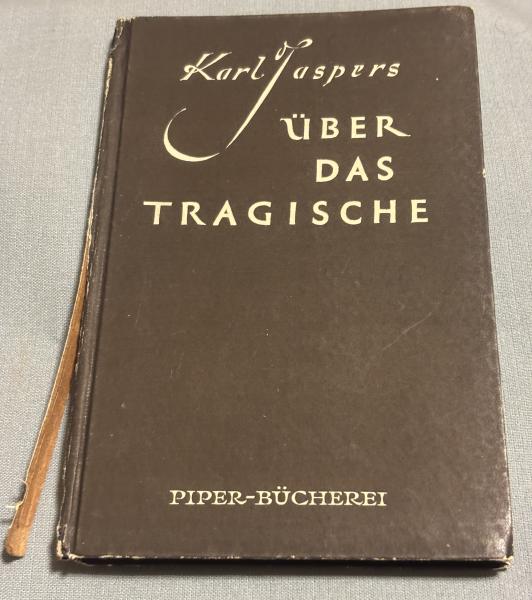 Karl Jaspers
ÜBER
DAS
TRAGISCHE
PIPER-BÜCHEREI